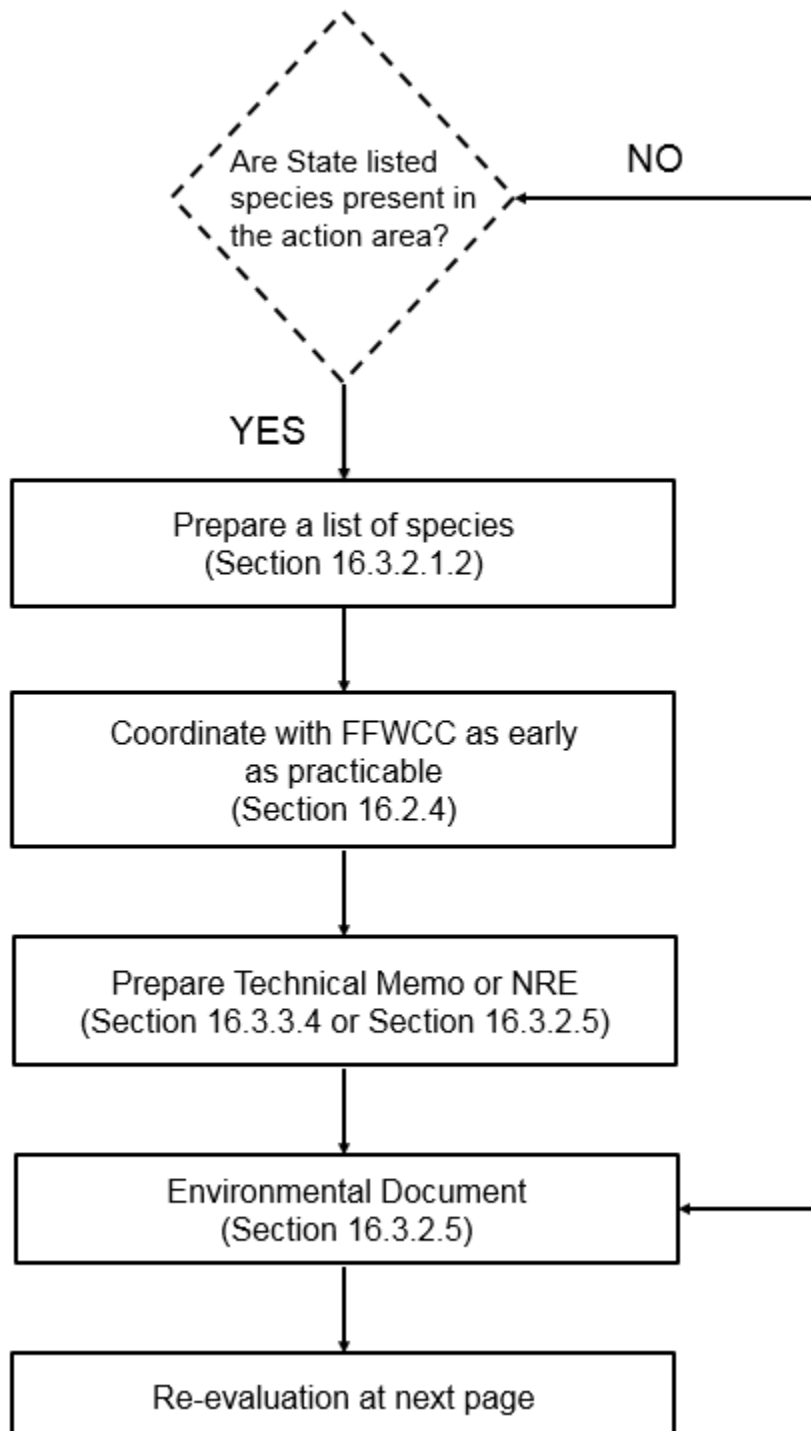 Are State listed
species present in
the action area?
NO
YES
Prepare a list of species
(Section 16.3.2.1.2)
Coordinate with FFWCC as early
as practicable
(Section 16.2.4)
Prepare Technical Memo or NRE
(Section 16.3.3.4 or Section 16.3.2.5)
Environmental Document
(Section 16.3.2.5)
Re-evaluation at next page